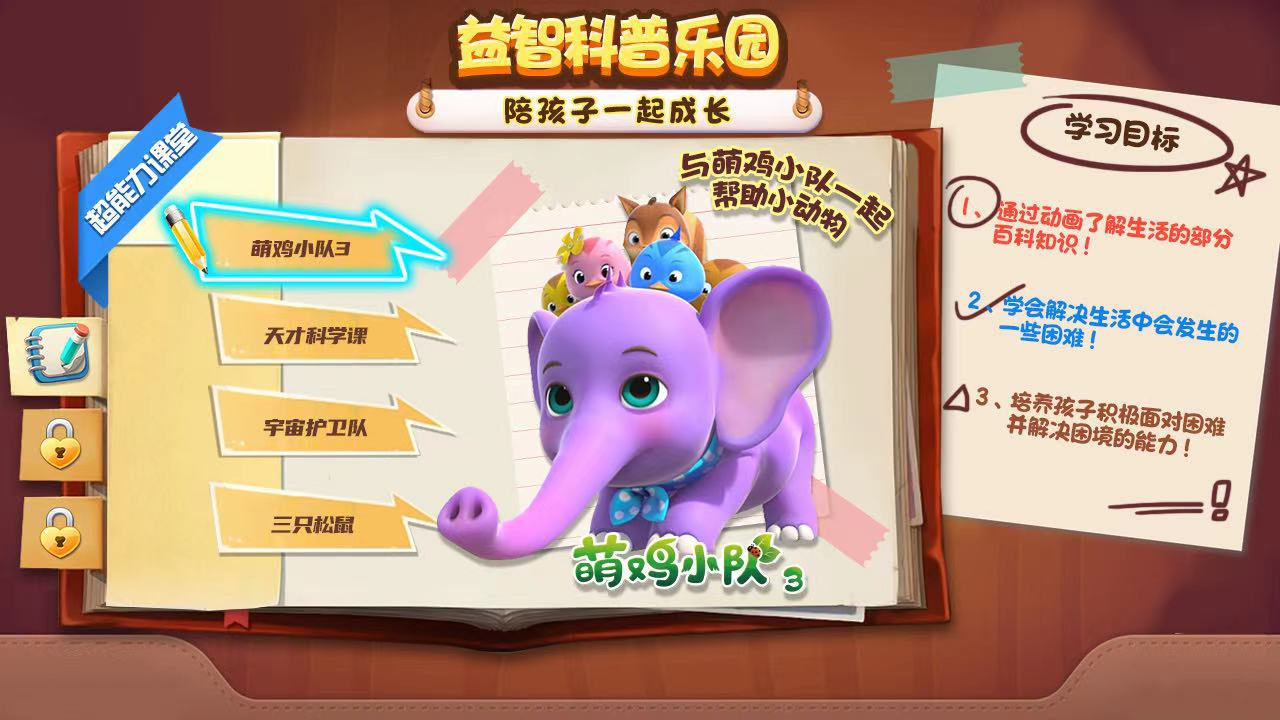 益智科普乐园
陪孩子一起成长
超能力课堂
萌鸡小队3
天才科学课
宇宙护卫队
三只松鼠
与萌鸡小队一起
帮助小动物
萌鸡小队3
学习目标
1、通过动画了解生活的部分
百科知识！
2、学会解决生活中会发生的
一些困难！
3、培养孩子积极面对困难
并解决困境的能力！